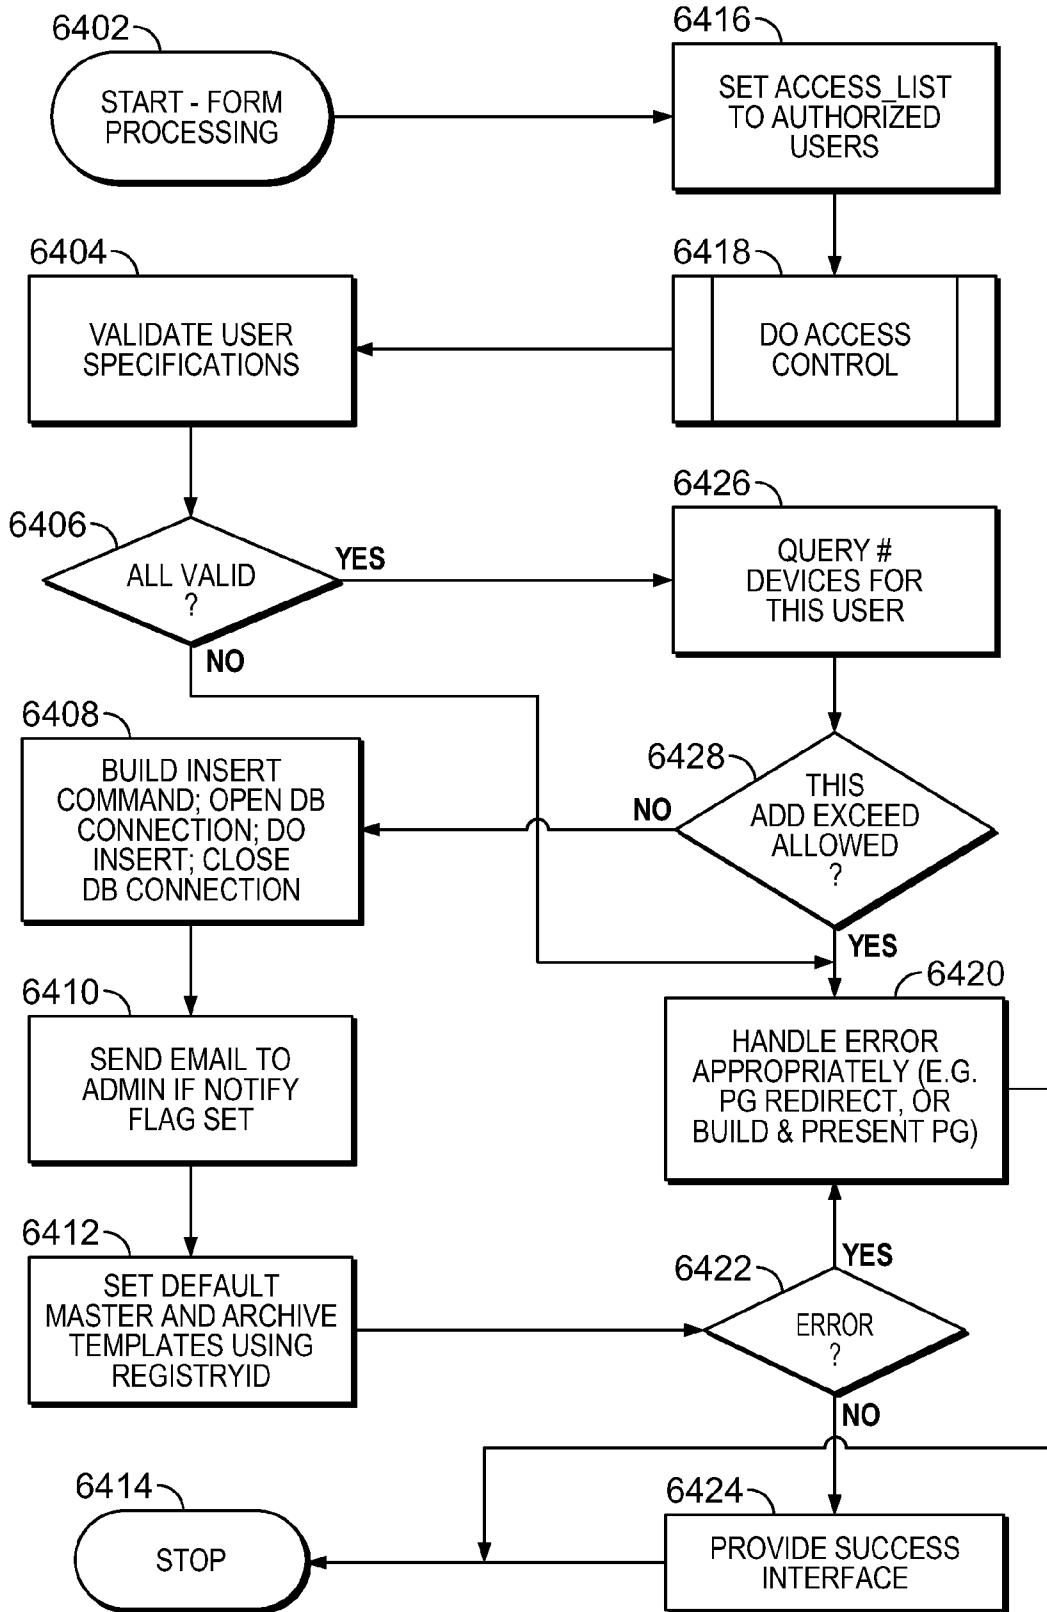 6402
START - FORM
PROCESSING
6416
SET ACCESS_LIST
TO AUTHORIZED
USERS
6404
VALIDATE USER
SPECIFICATIONS
6418
DO ACCESS
CONTROL
6406
ALL VALID
?
YES
NO
6426
QUERY #
DEVICES FOR
THIS USER
6408
BUILD INSERT
COMMAND; OPEN DB
CONNECTION; DO
INSERT; CLOSE
DB CONNECTION
6428
THIS
ADD EXCEED
ALLOWED
?
NO
YES
6410
SEND EMAIL TO
ADMIN IF NOTIFY
FLAG SET
6420
HANDLE ERROR
APPROPRIATELY (E.G.
PG REDIRECT, OR
BUILD & PRESENT PG)
6412
SET DEFAULT
MASTER AND ARCHIVE
TEMPLATES USING
REGISTRYID
6422
YES
ERROR
?
NO
6414
STOP
6424
PROVIDE SUCCESS
INTERFACE